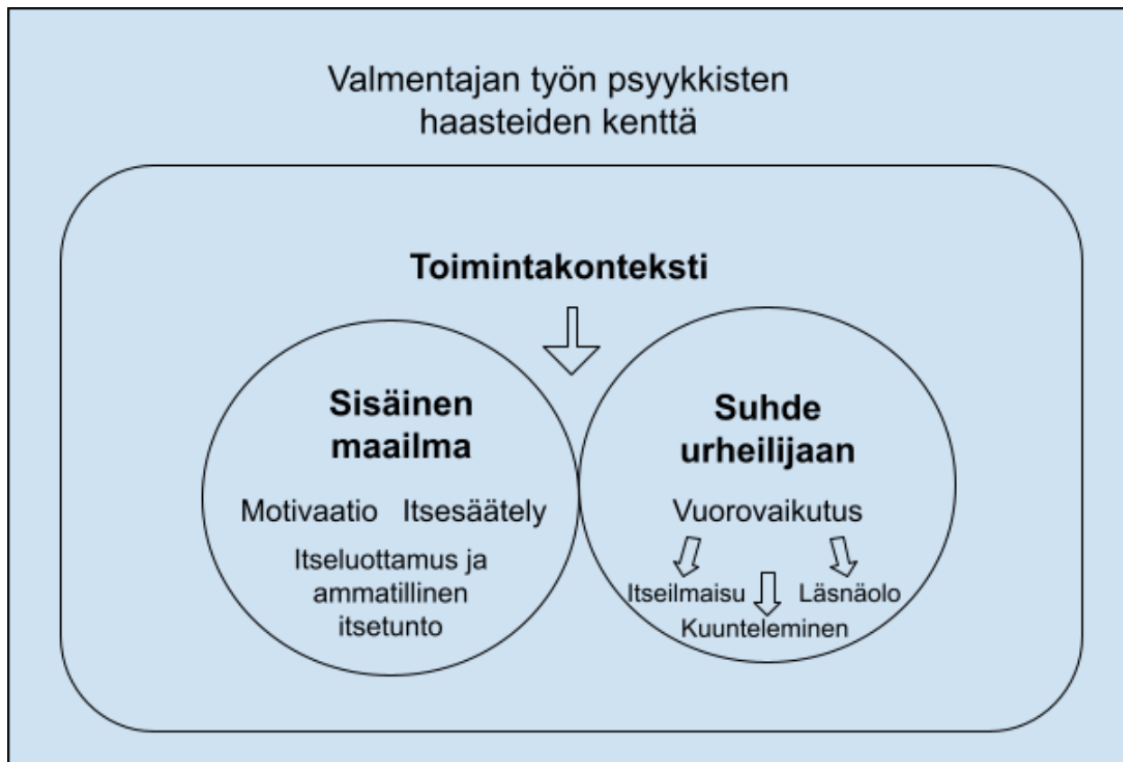 Valmentajan työn psyykkisten
haasteiden kenttä
Toimintakonteksti
Sisäinen
maailma
Motivaatio Itsesäätely
Itseluottamus ja
ammatillinen
itsetunto
Suhde
urheilijaan
Vuorovaikutus
Itseilmaisu Läsnäolo
Kuunteleminen